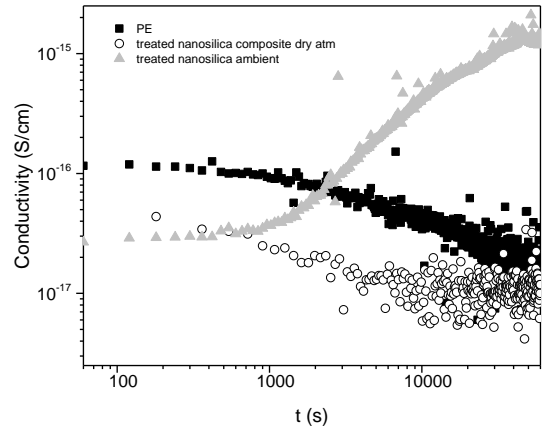 PE
treated nanosilica composite dry atm
treated nanosilica ambient
Conductivity (S/cm)
10⁻¹⁵
10⁻¹⁶
10⁻¹⁷
100
1000
10000
t (s)